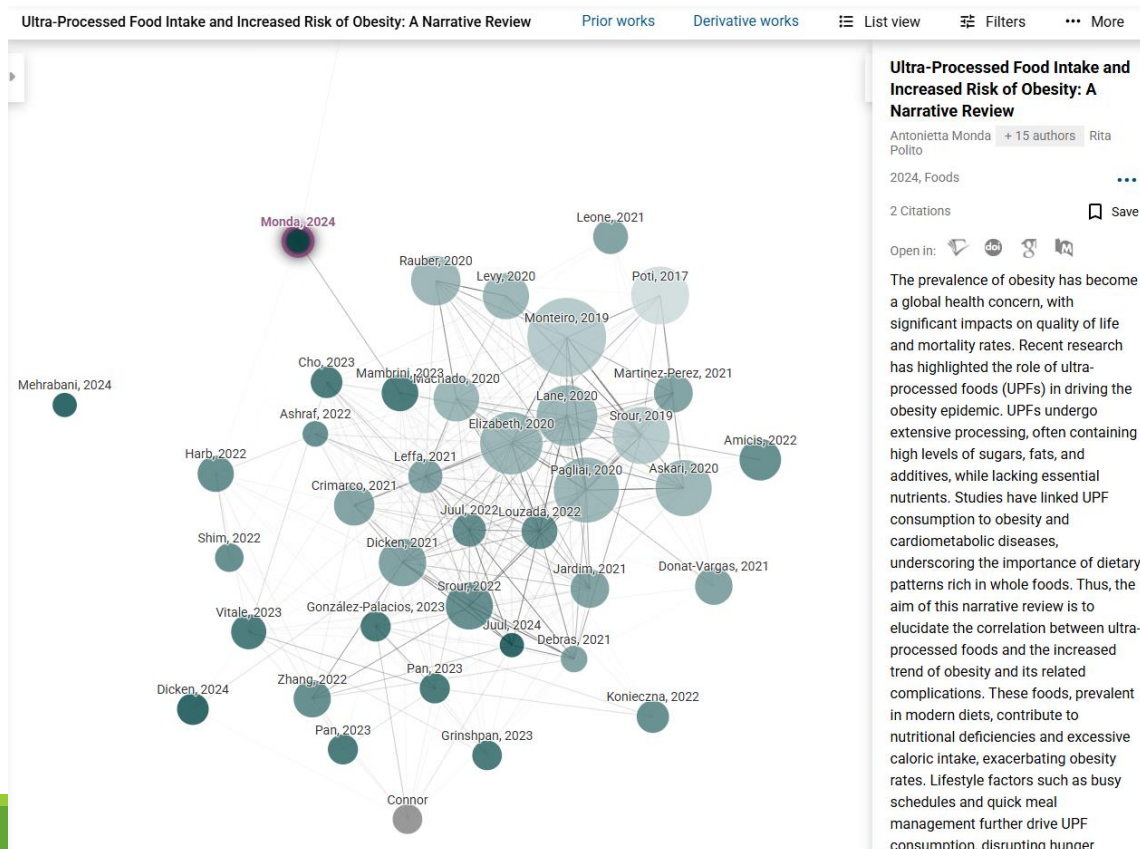 Ultra-Processed Food Intake and Increased Risk of Obesity: A Narrative Review
Prior works
Derivative works
List view
Filters
More
Monda, 2024
Leone, 2021
Rauber, 2020
Levy, 2020
Poti, 2017
Monteiro, 2019
Cho, 2023
Mambrini, 2023
Machado, 2020
Martinez-Perez, 2021
Mehrabani, 2024
Lane, 2020
Ashraf, 2022
Elizabeth, 2020
Srour, 2019
Amicis, 2022
Harb, 2022
Leffa, 2021
Pagliai, 2020
Askari, 2020
Crimarco, 2021
Juul, 2022
Louzada, 2022
Shim, 2022
Dicken, 2021
Jardim, 2021
Donat-Vargas, 2021
Srour, 2022
Vitale, 2023
González-Palacios, 2023
Juul, 2024
Debras, 2021
Pan, 2023
Zhang, 2022
Dicken, 2024
Konieczna, 2022
Pan, 2023
Grinshpan, 2023
Connor
Ultra-Processed Food Intake and
Increased Risk of Obesity: A
Narrative Review
Antonietta Monda + 15 authors Rita
Polito
2024, Foods
2 Citations
Save
Open in:
doi
The prevalence of obesity has become
a global health concern, with
significant impacts on quality of life
and mortality rates. Recent research
has highlighted the role of ultra-
processed foods (UPFs) in driving the
obesity epidemic. UPFs undergo
extensive processing, often containing
high levels of sugars, fats, and
additives, while lacking essential
nutrients. Studies have linked UPF
consumption to obesity and
cardiometabolic diseases,
underscoring the importance of dietary
patterns rich in whole foods. Thus, the
aim of this narrative review is to
elucidate the correlation between ultra-
processed foods and the increased
trend of obesity and its related
complications. These foods, prevalent
in modern diets, contribute to
nutritional deficiencies and excessive
caloric intake, exacerbating obesity
rates. Lifestyle factors such as busy
schedules and quick meal
management further drive UPF
consumption, disrupting hunger